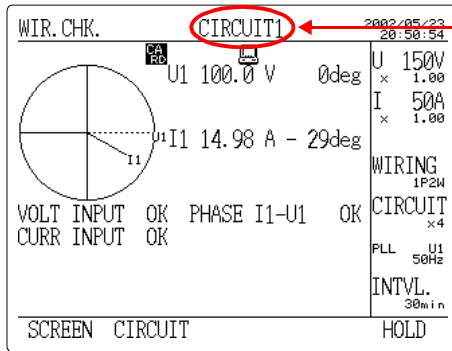 WIR. CHK. CIRCUIT1 2002/05/23
20:50:54
CA
RD
U1 100.0 V 0deg
U1
I1
I1 14.98 A - 29deg
VOLT INPUT OK PHASE I1-U1 OK
CURR INPUT OK
U 150V
× 1.00
I 50A
× 1.00
WIRING
1P2W
CIRCUIT
×4
PLL U1
50Hz
INTVL.
30min
SCREEN CIRCUIT HOLD